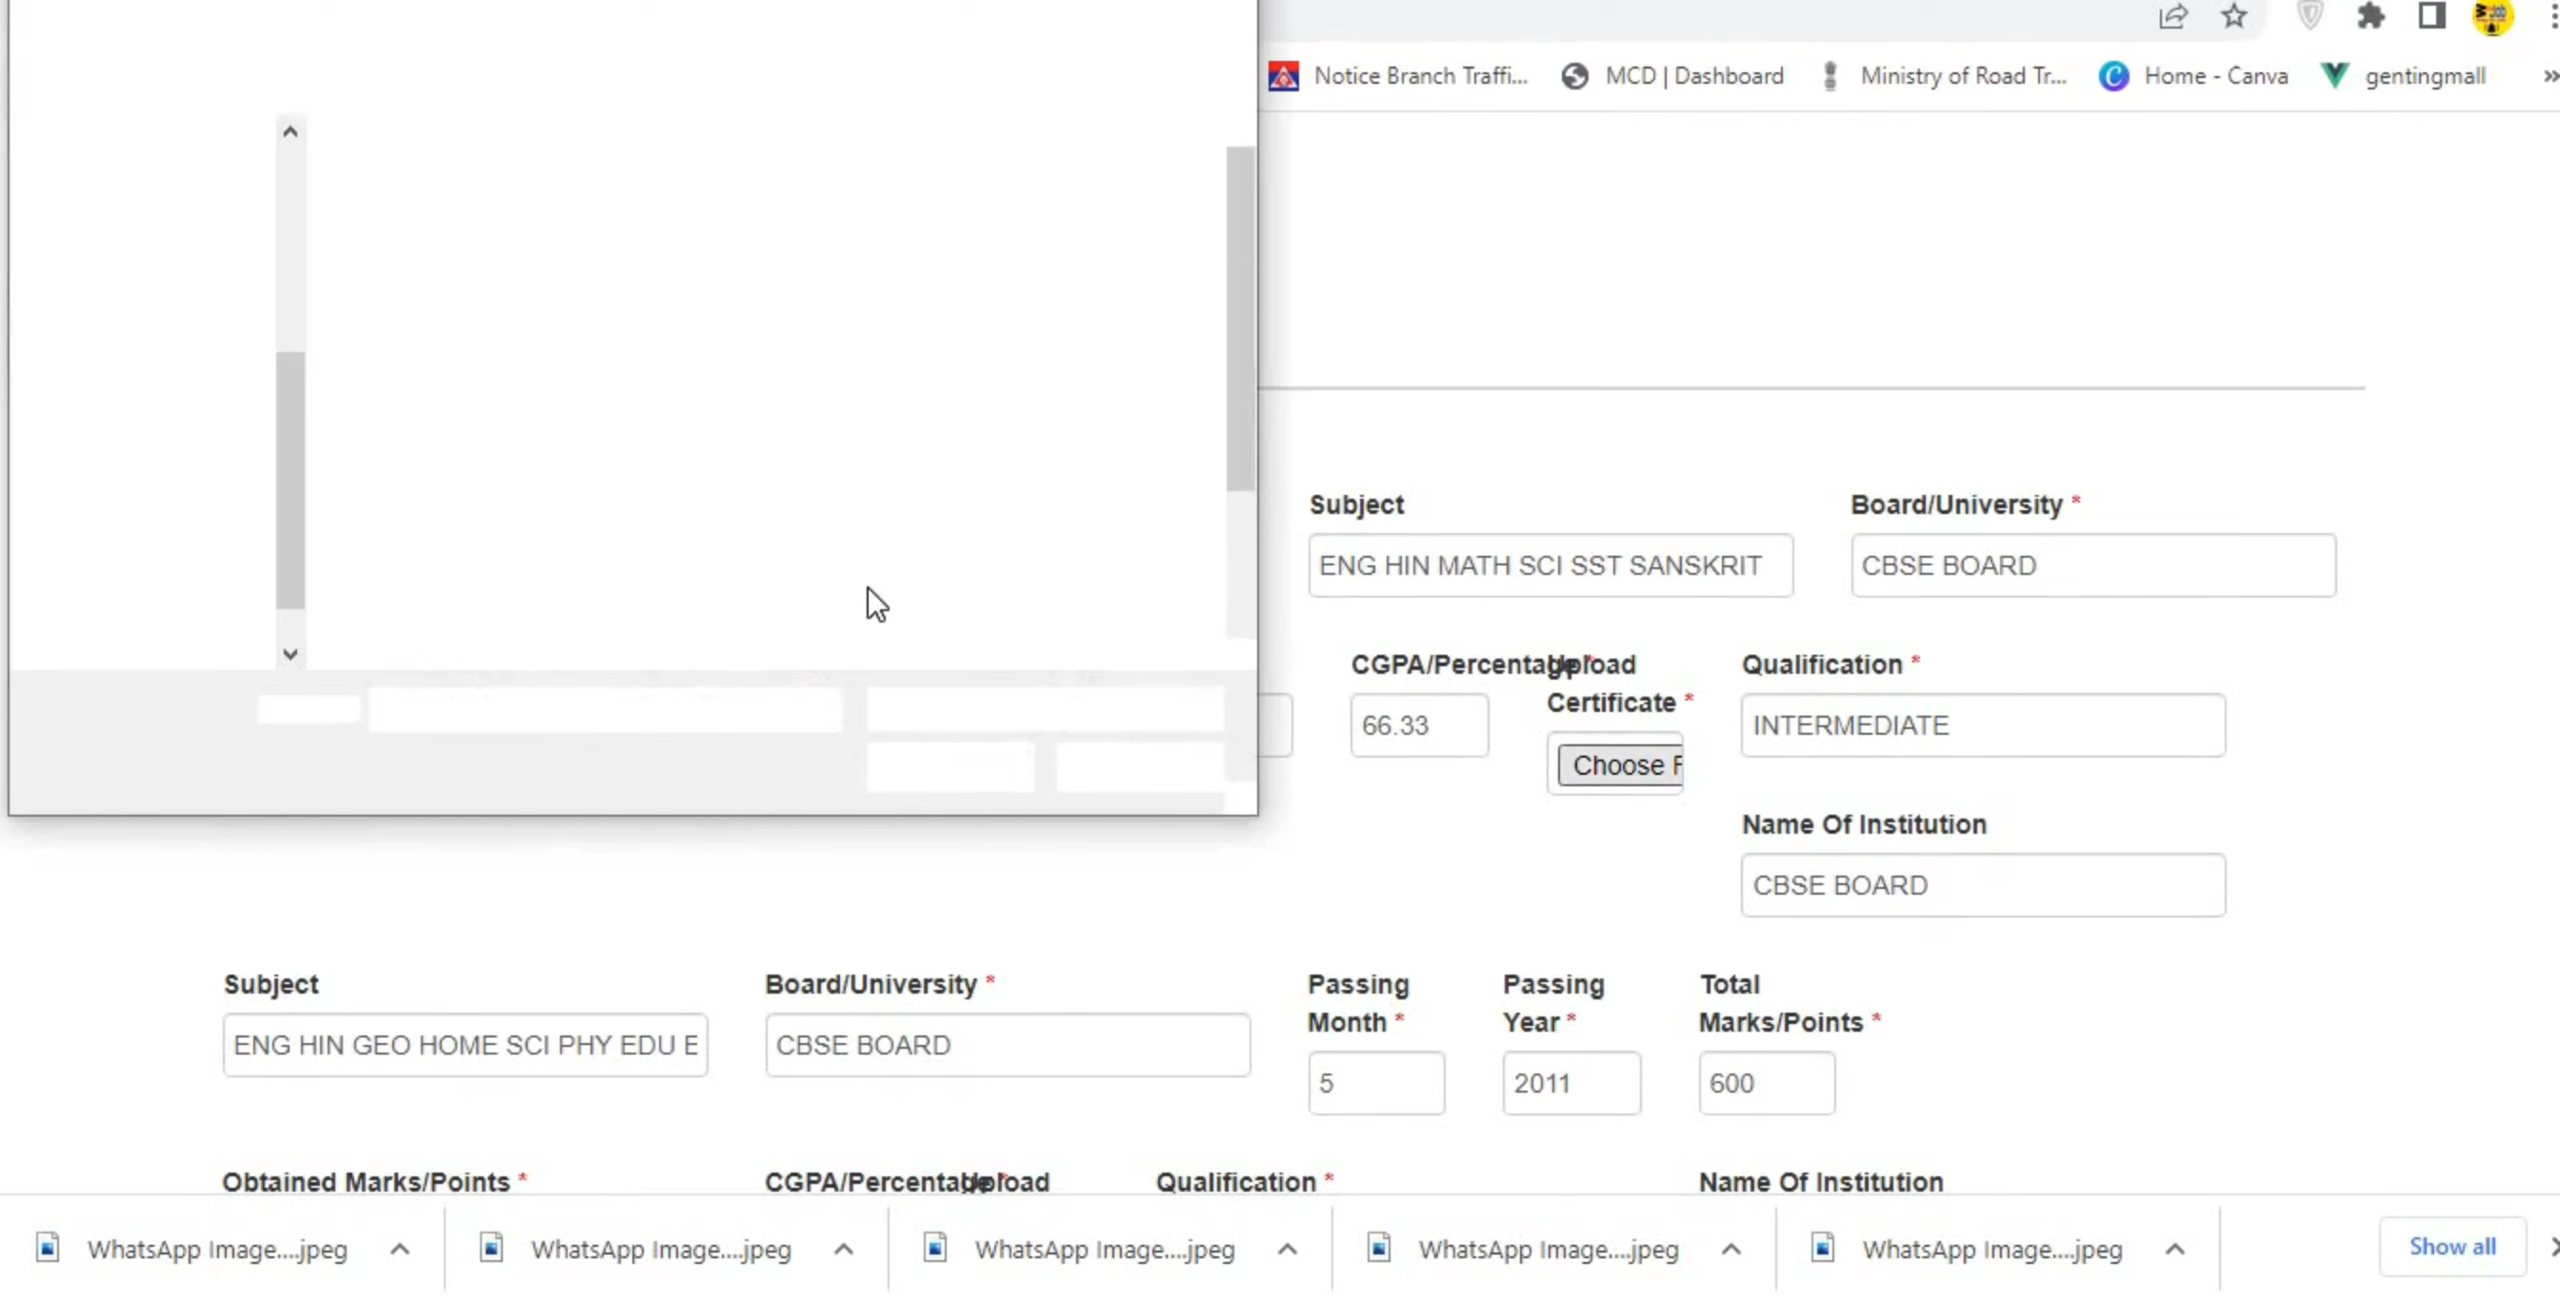 Notice Branch Traffi... MCD | Dashboard Ministry of Road Tr... Home - Canva gentingmall »
Subject Board/University *
ENG HIN MATH SCI SST SANSKRIT CBSE BOARD
CGPA/Percentage Upload Qualification *
Certificate *
66.33 INTERMEDIATE
Choose F
Name Of Institution
CBSE BOARD
Subject Board/University * Passing Passing Total
Month * Year * Marks/Points *
ENG HIN GEO HOME SCI PHY EDU E CBSE BOARD
5 2011 600
Obtained Marks/Points * CGPA/Percentage Upload Qualification * Name Of Institution
WhatsApp Image....jpeg WhatsApp Image....jpeg WhatsApp Image....jpeg WhatsApp Image....jpeg WhatsApp Image....jpeg Show all